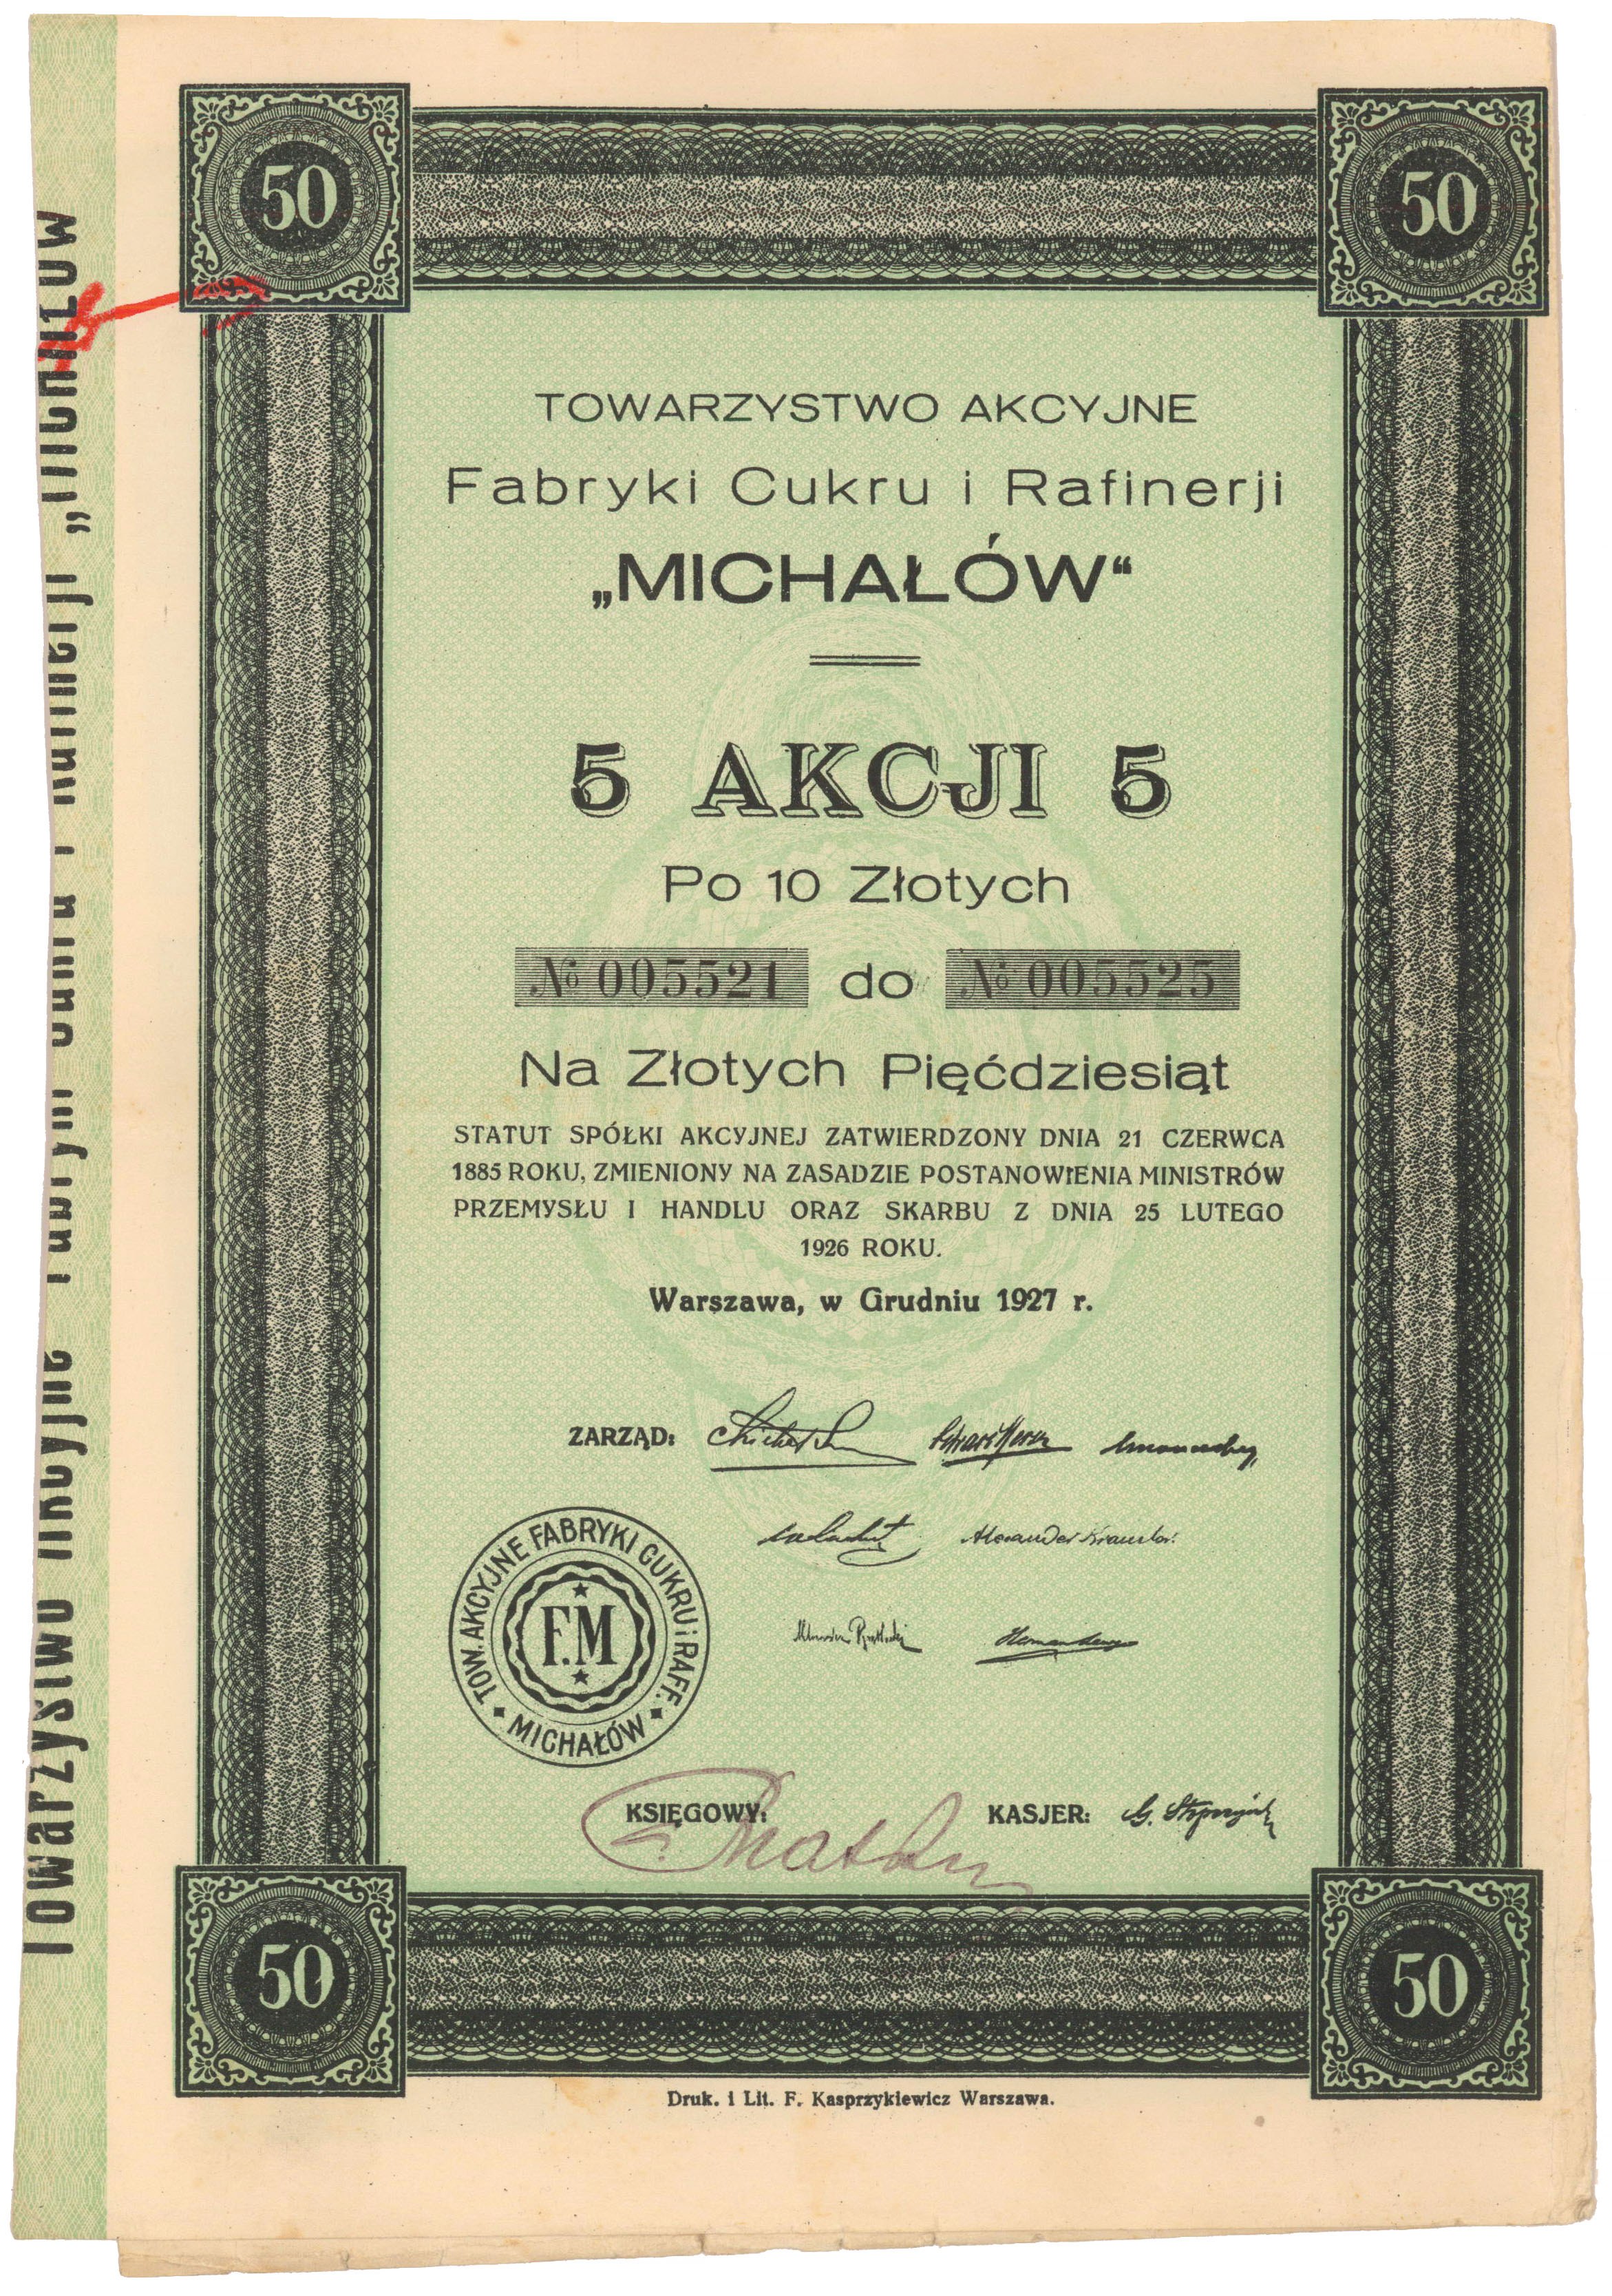 50
50
TOWARZYSTWO AKCYJNE
Fabryki Cukru i Rafinerji
„MICHAŁÓW“
5 AKCJI 5
Po 10 Złotych
№ 005521 do № 005525
Na Złotych Pięćdziesiąt
STATUT SPÓŁKI AKCYJNEJ ZATWIERDZONY DNIA 21 CZERWCA
1885 ROKU, ZMIENIONY NA ZASADZIE POSTANOWIENIA MINISTRÓW
PRZEMYSŁU I HANDLU ORAZ SKARBU Z DNIA 25 LUTEGO
1926 ROKU.
Warszawa, w Grudniu 1927 r.
ZARZĄD:
TOW. AKCYJNE FABRYKI CUKRU i RAFF.
F.M
MICHAŁÓW
KSIĘGOWY:
KASJER:
50
50
Druk. i Lit. F. Kasprzykiewicz Warszawa.
Towarzystwo Akcyjne Fabryki Cukru i Rafinerji „MICHAŁÓW